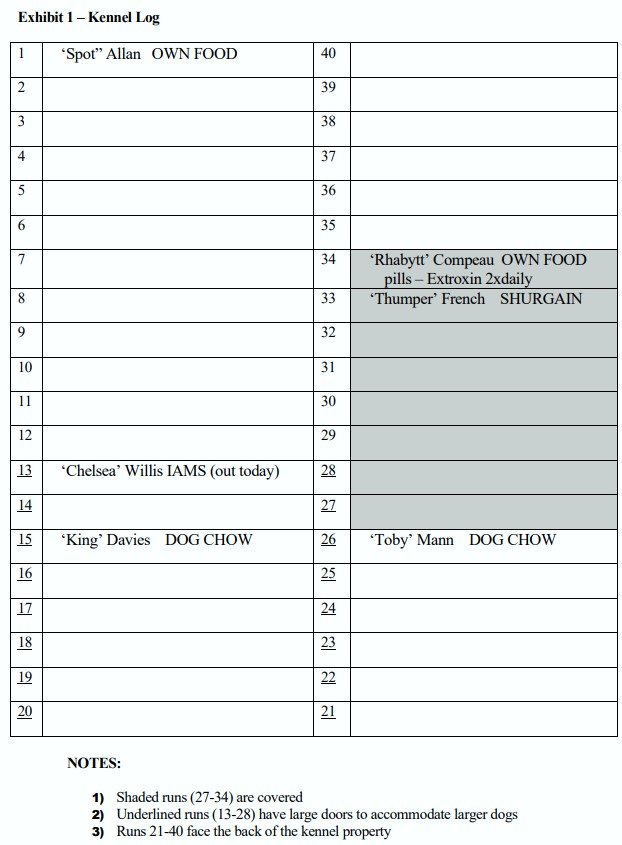 Exhibit 1 – Kennel Log
1 ‘Spot” Allan OWN FOOD 40
2 39
3 38
4 37
5 36
6 35
7 34 ‘Rhabytt’ Compeau OWN FOOD
pills – Extroxin 2xdaily
8 33 ‘Thumper’ French SHURGAIN
9 32
10 31
11 30
12 29
13 ‘Chelsea’ Willis IAMS (out today) 28
14 27
15 ‘King’ Davies DOG CHOW 26 ‘Toby’ Mann DOG CHOW
16 25
17 24
18 23
19 22
20 21
NOTES:
1) Shaded runs (27-34) are covered
2) Underlined runs (13-28) have large doors to accommodate larger dogs
3) Runs 21-40 face the back of the kennel property